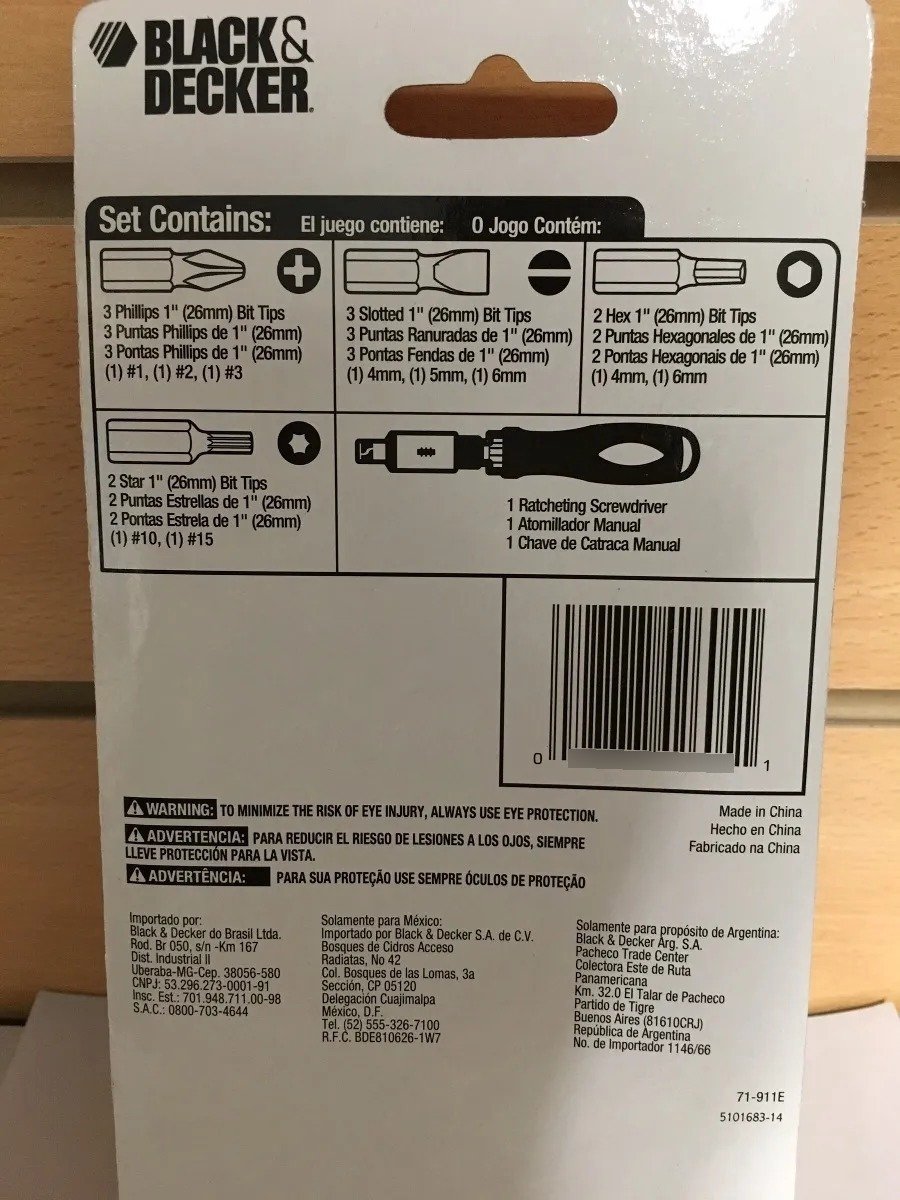 BLACK&
DECKER.
Set Contains: El juego contiene: O Jogo Contém:
3 Phillips 1" (26mm) Bit Tips
3 Puntas Phillips de 1" (26mm)
3 Pontas Phillips de 1" (26mm)
(1) #1, (1) #2, (1) #3
3 Slotted 1" (26mm) Bit Tips
3 Puntas Ranuradas de 1" (26mm)
3 Pontas Fendas de 1" (26mm)
(1) 4mm, (1) 5mm, (1) 6mm
2 Hex 1" (26mm) Bit Tips
2 Puntas Hexagonales de 1" (26mm)
2 Pontas Hexagonais de 1" (26mm)
(1) 4mm, (1) 6mm
2 Star 1" (26mm) Bit Tips
2 Puntas Estrellas de 1" (26mm)
2 Pontas Estrela de 1" (26mm)
(1) #10, (1) #15
1 Ratcheting Screwdriver
1 Atomillador Manual
1 Chave de Catraca Manual
0 1
WARNING: TO MINIMIZE THE RISK OF EYE INJURY, ALWAYS USE EYE PROTECTION.
ADVERTENCIA: PARA REDUCIR EL RIESGO DE LESIONES A LOS OJOS, SIEMPRE
LLEVE PROTECCIÓN PARA LA VISTA.
ADVERTÊNCIA: PARA SUA PROTEÇÃO USE SEMPRE ÓCULOS DE PROTEÇÃO
Made in China
Hecho en China
Fabricado na China
Importado por:
Black & Decker do Brasil Ltda.
Rod. Br 050, s/n -Km 167
Dist. Industrial II
Uberaba-MG-Cep. 38056-580
CNPJ: 53.296.273-0001-91
Insc. Est.: 701.948.711.00-98
S.A.C.: 0800-703-4644
Solamente para México:
Importado por Black & Decker S.A. de C.V.
Bosques de Cidros Acceso
Radiatas, No 42
Col. Bosques de las Lomas, 3a
Sección, CP 05120
Delegación Cuajimalpa
México, D.F.
Tel. (52) 555-326-7100
R.F.C. BDE810626-1W7
Solamente para propósito de Argentina:
Black & Decker Arg. S.A.
Pacheco Trade Center
Colectora Este de Ruta
Panamericana
Km. 32.0 El Talar de Pacheco
Partido de Tigre
Buenos Aires (81610CRJ)
República de Argentina
No. de Importador 1146/66
71-911E
5101683-14